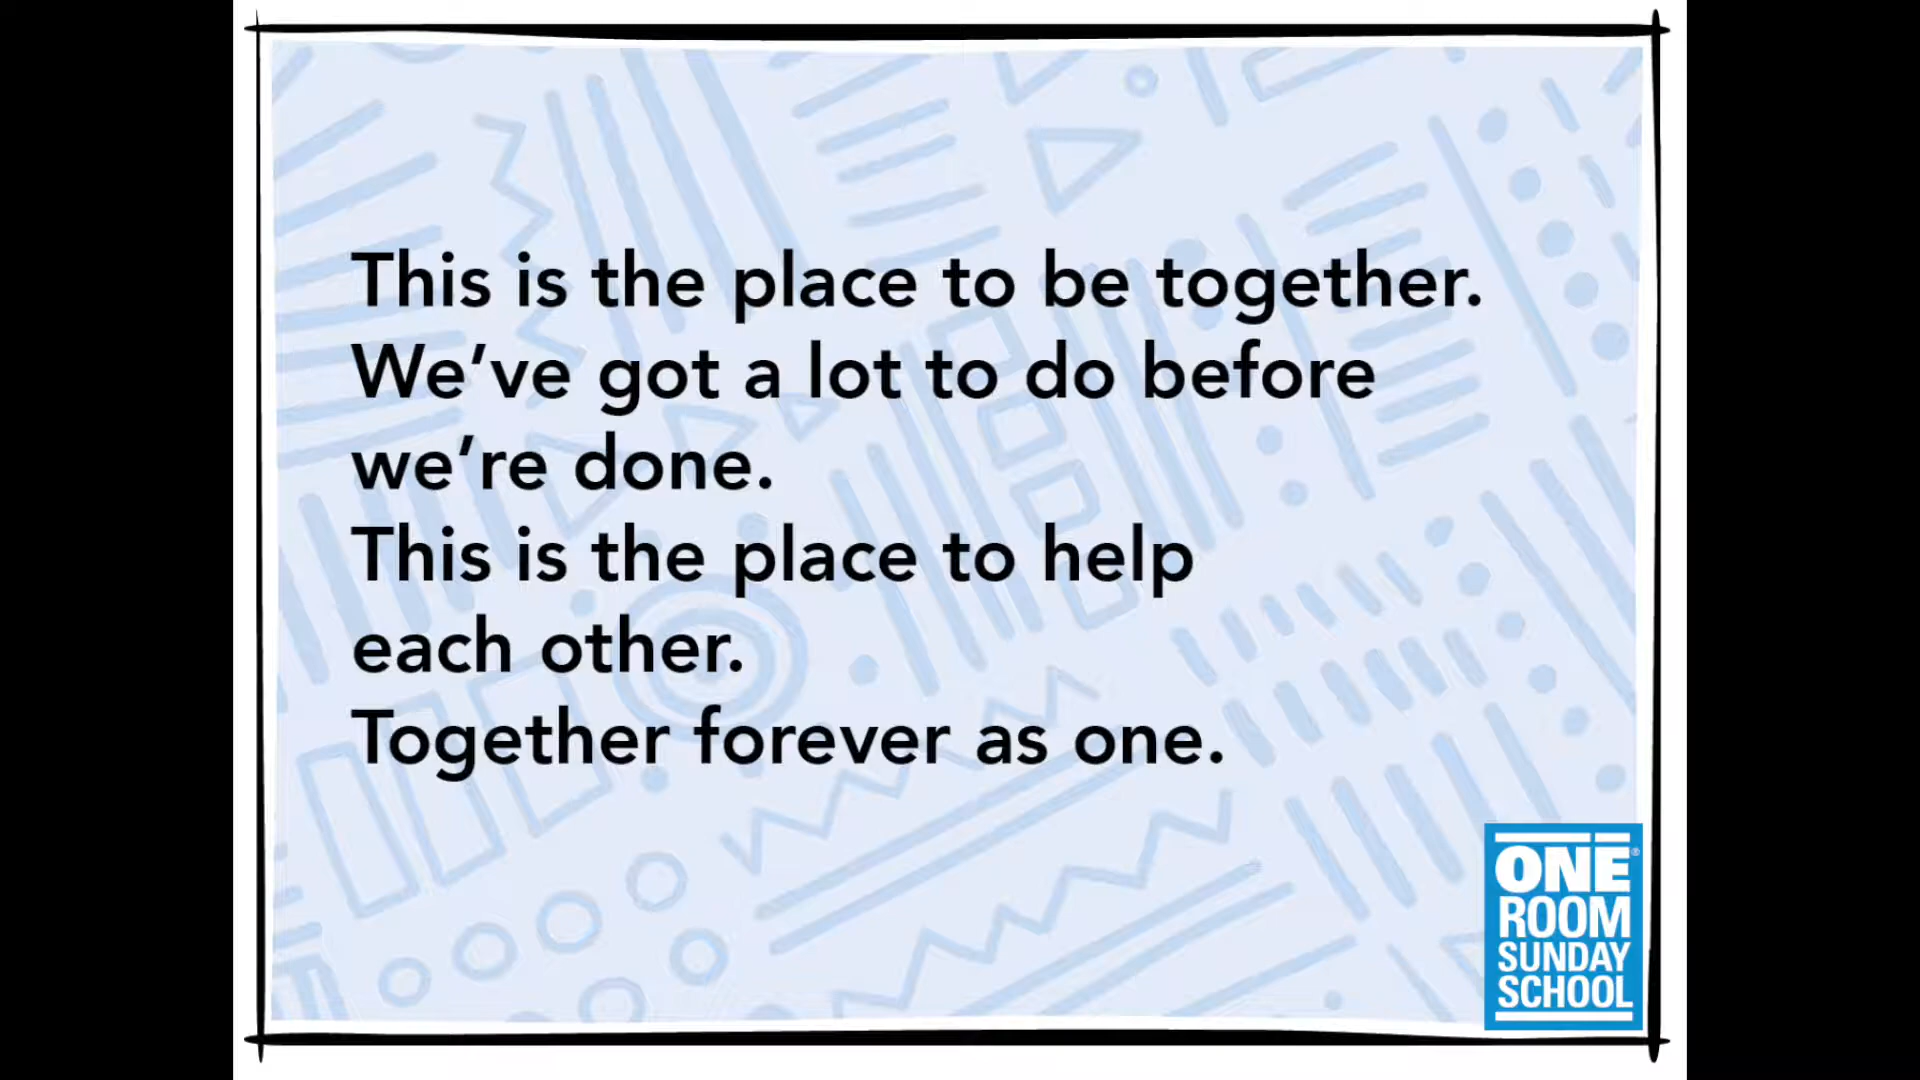 This is the place to be together.
We’ve got a lot to do before
we’re done.
This is the place to help
each other.
Together forever as one.
ONE®
ROOM
SUNDAY
SCHOOL